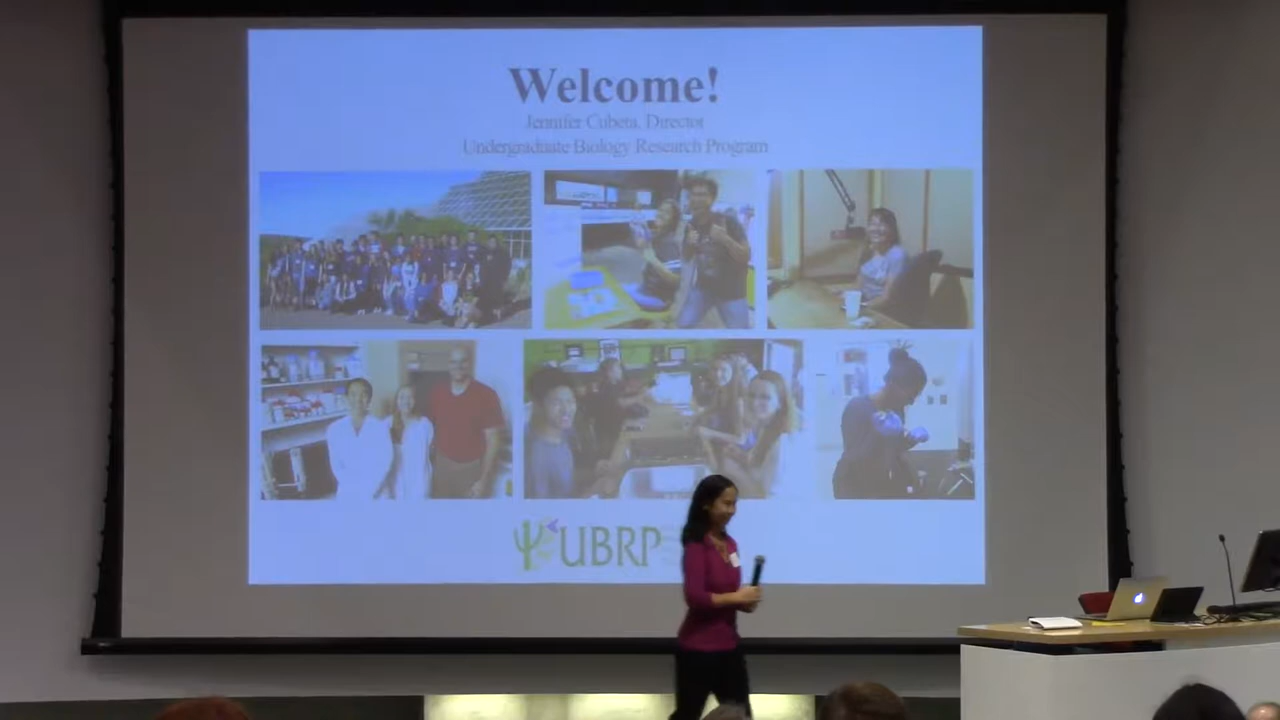 Welcome!
Jennifer Cubeta, Director
Undergraduate Biology Research Program
UBRP